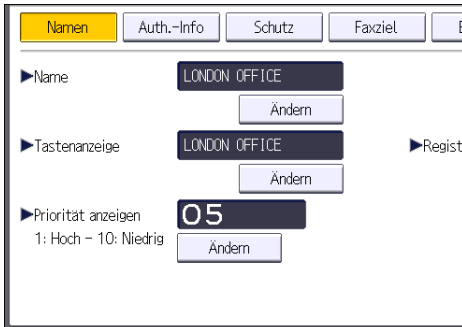 Namen Auth.-Info Schutz Faxziel
▶Name LONDON OFFICE
Ändern
▶Tastenanzeige LONDON OFFICE ▶Regist
Ändern
▶Priorität anzeigen 05
1: Hoch - 10: Niedrig Ändern